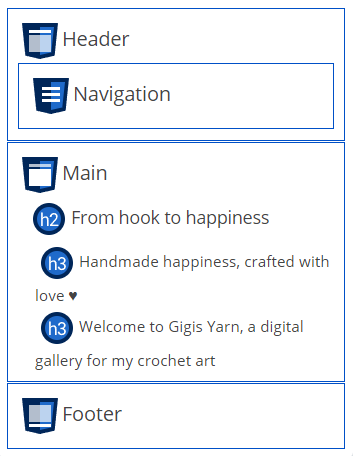 Header
Navigation
Main
h2 From hook to happiness
h3 Handmade happiness, crafted with
love ♥
h3 Welcome to Gigis Yarn, a digital
gallery for my crochet art
Footer